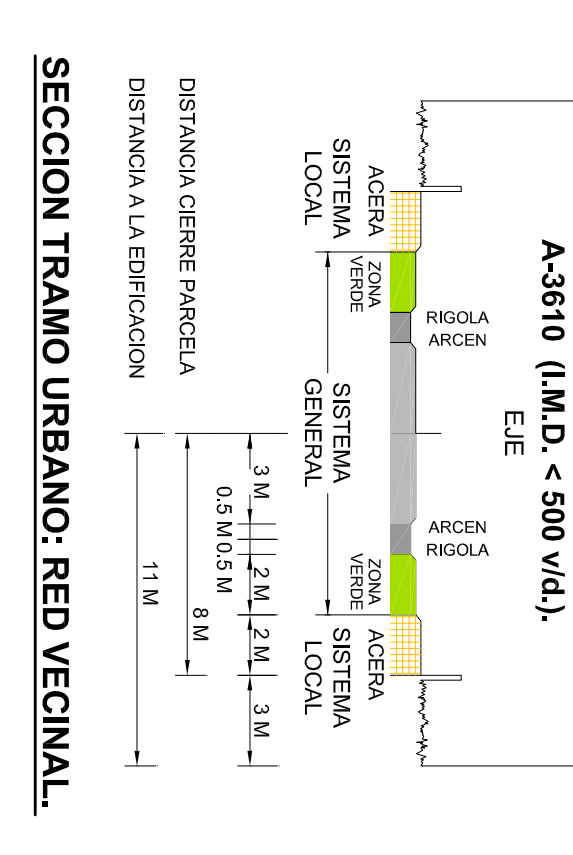 A-3610 (I.M.D. < 500 v/d.).
EJE
RIGOLA
ARCEN
ARCEN
RIGOLA
ACERA
ZONA
VERDE
ZONA
VERDE
ACERA
SISTEMA
LOCAL
SISTEMA
GENERAL
SISTEMA
LOCAL
3 M
0.5 M
0.5 M
2 M
2 M
3 M
DISTANCIA CIERRE PARCELA
8 M
DISTANCIA A LA EDIFICACION
11 M
SECCION TRAMO URBANO: RED VECINAL.